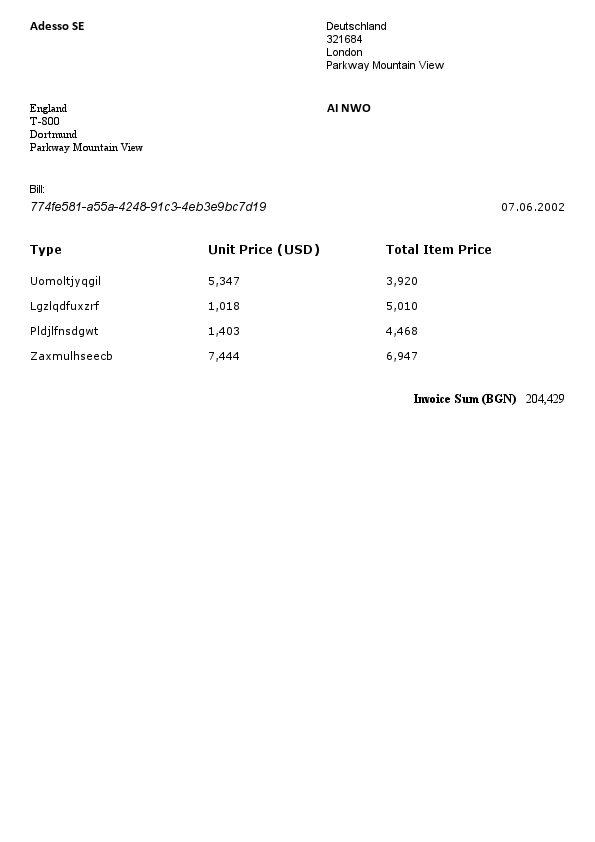 Adesso SE
Deutschland
321684
London
Parkway Mountain View
England
T-800
Dortmund
Parkway Mountain View
AI NWO
Bill:
774fe581-a55a-4248-91c3-4eb3e9bc7d19 07.06.2002
Type Unit Price (USD) Total Item Price
Uomoltjyqgil 5,347 3,920
Lgzlqdfuxzrf 1,018 5,010
Pldjlfnsdgwt 1,403 4,468
Zaxmulhseecb 7,444 6,947
Invoice Sum (BGN) 204,429